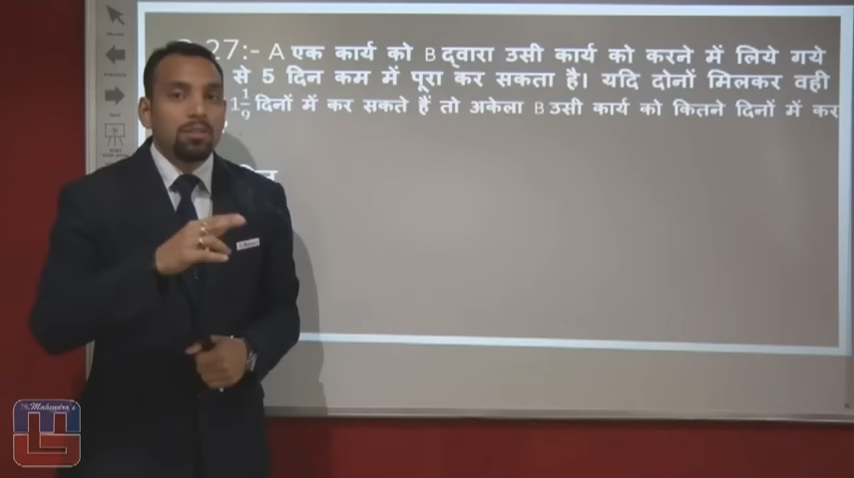 27:- A एक कार्य को B द्वारा उसी कार्य को करने में लिये गये
से 5 दिन कम में पूरा कर सकता है। यदि दोनों मिलकर वही
1 1/9 दिनों में कर सकते हैं तो अकेला B उसी कार्य को कितने दिनों में कर
Mahendra's